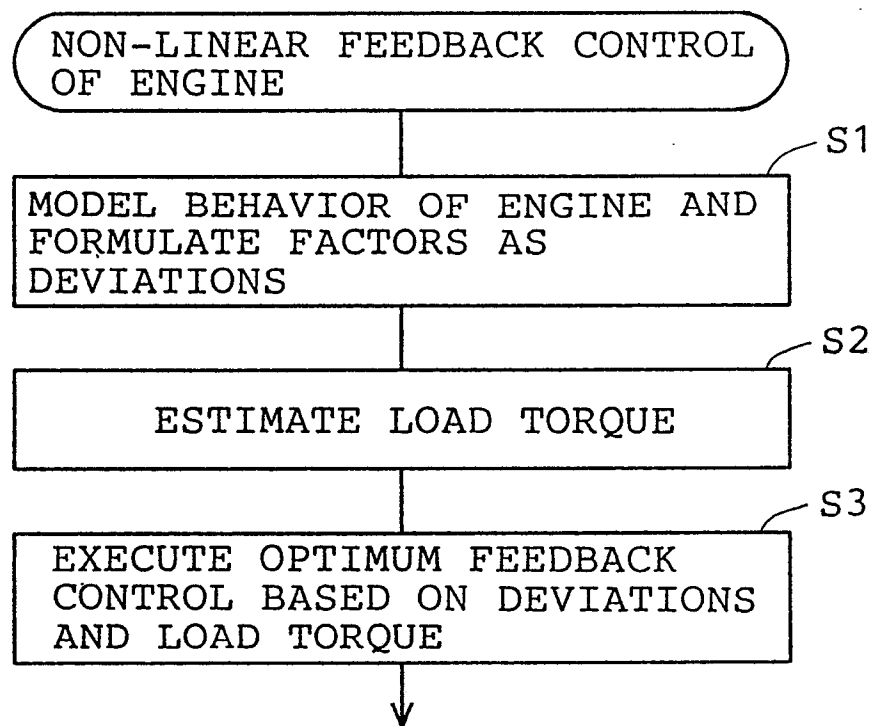 NON-LINEAR FEEDBACK CONTROL
OF ENGINE
S1
MODEL BEHAVIOR OF ENGINE AND
FORMULATE FACTORS AS
DEVIATIONS
S2
ESTIMATE LOAD TORQUE
S3
EXECUTE OPTIMUM FEEDBACK
CONTROL BASED ON DEVIATIONS
AND LOAD TORQUE